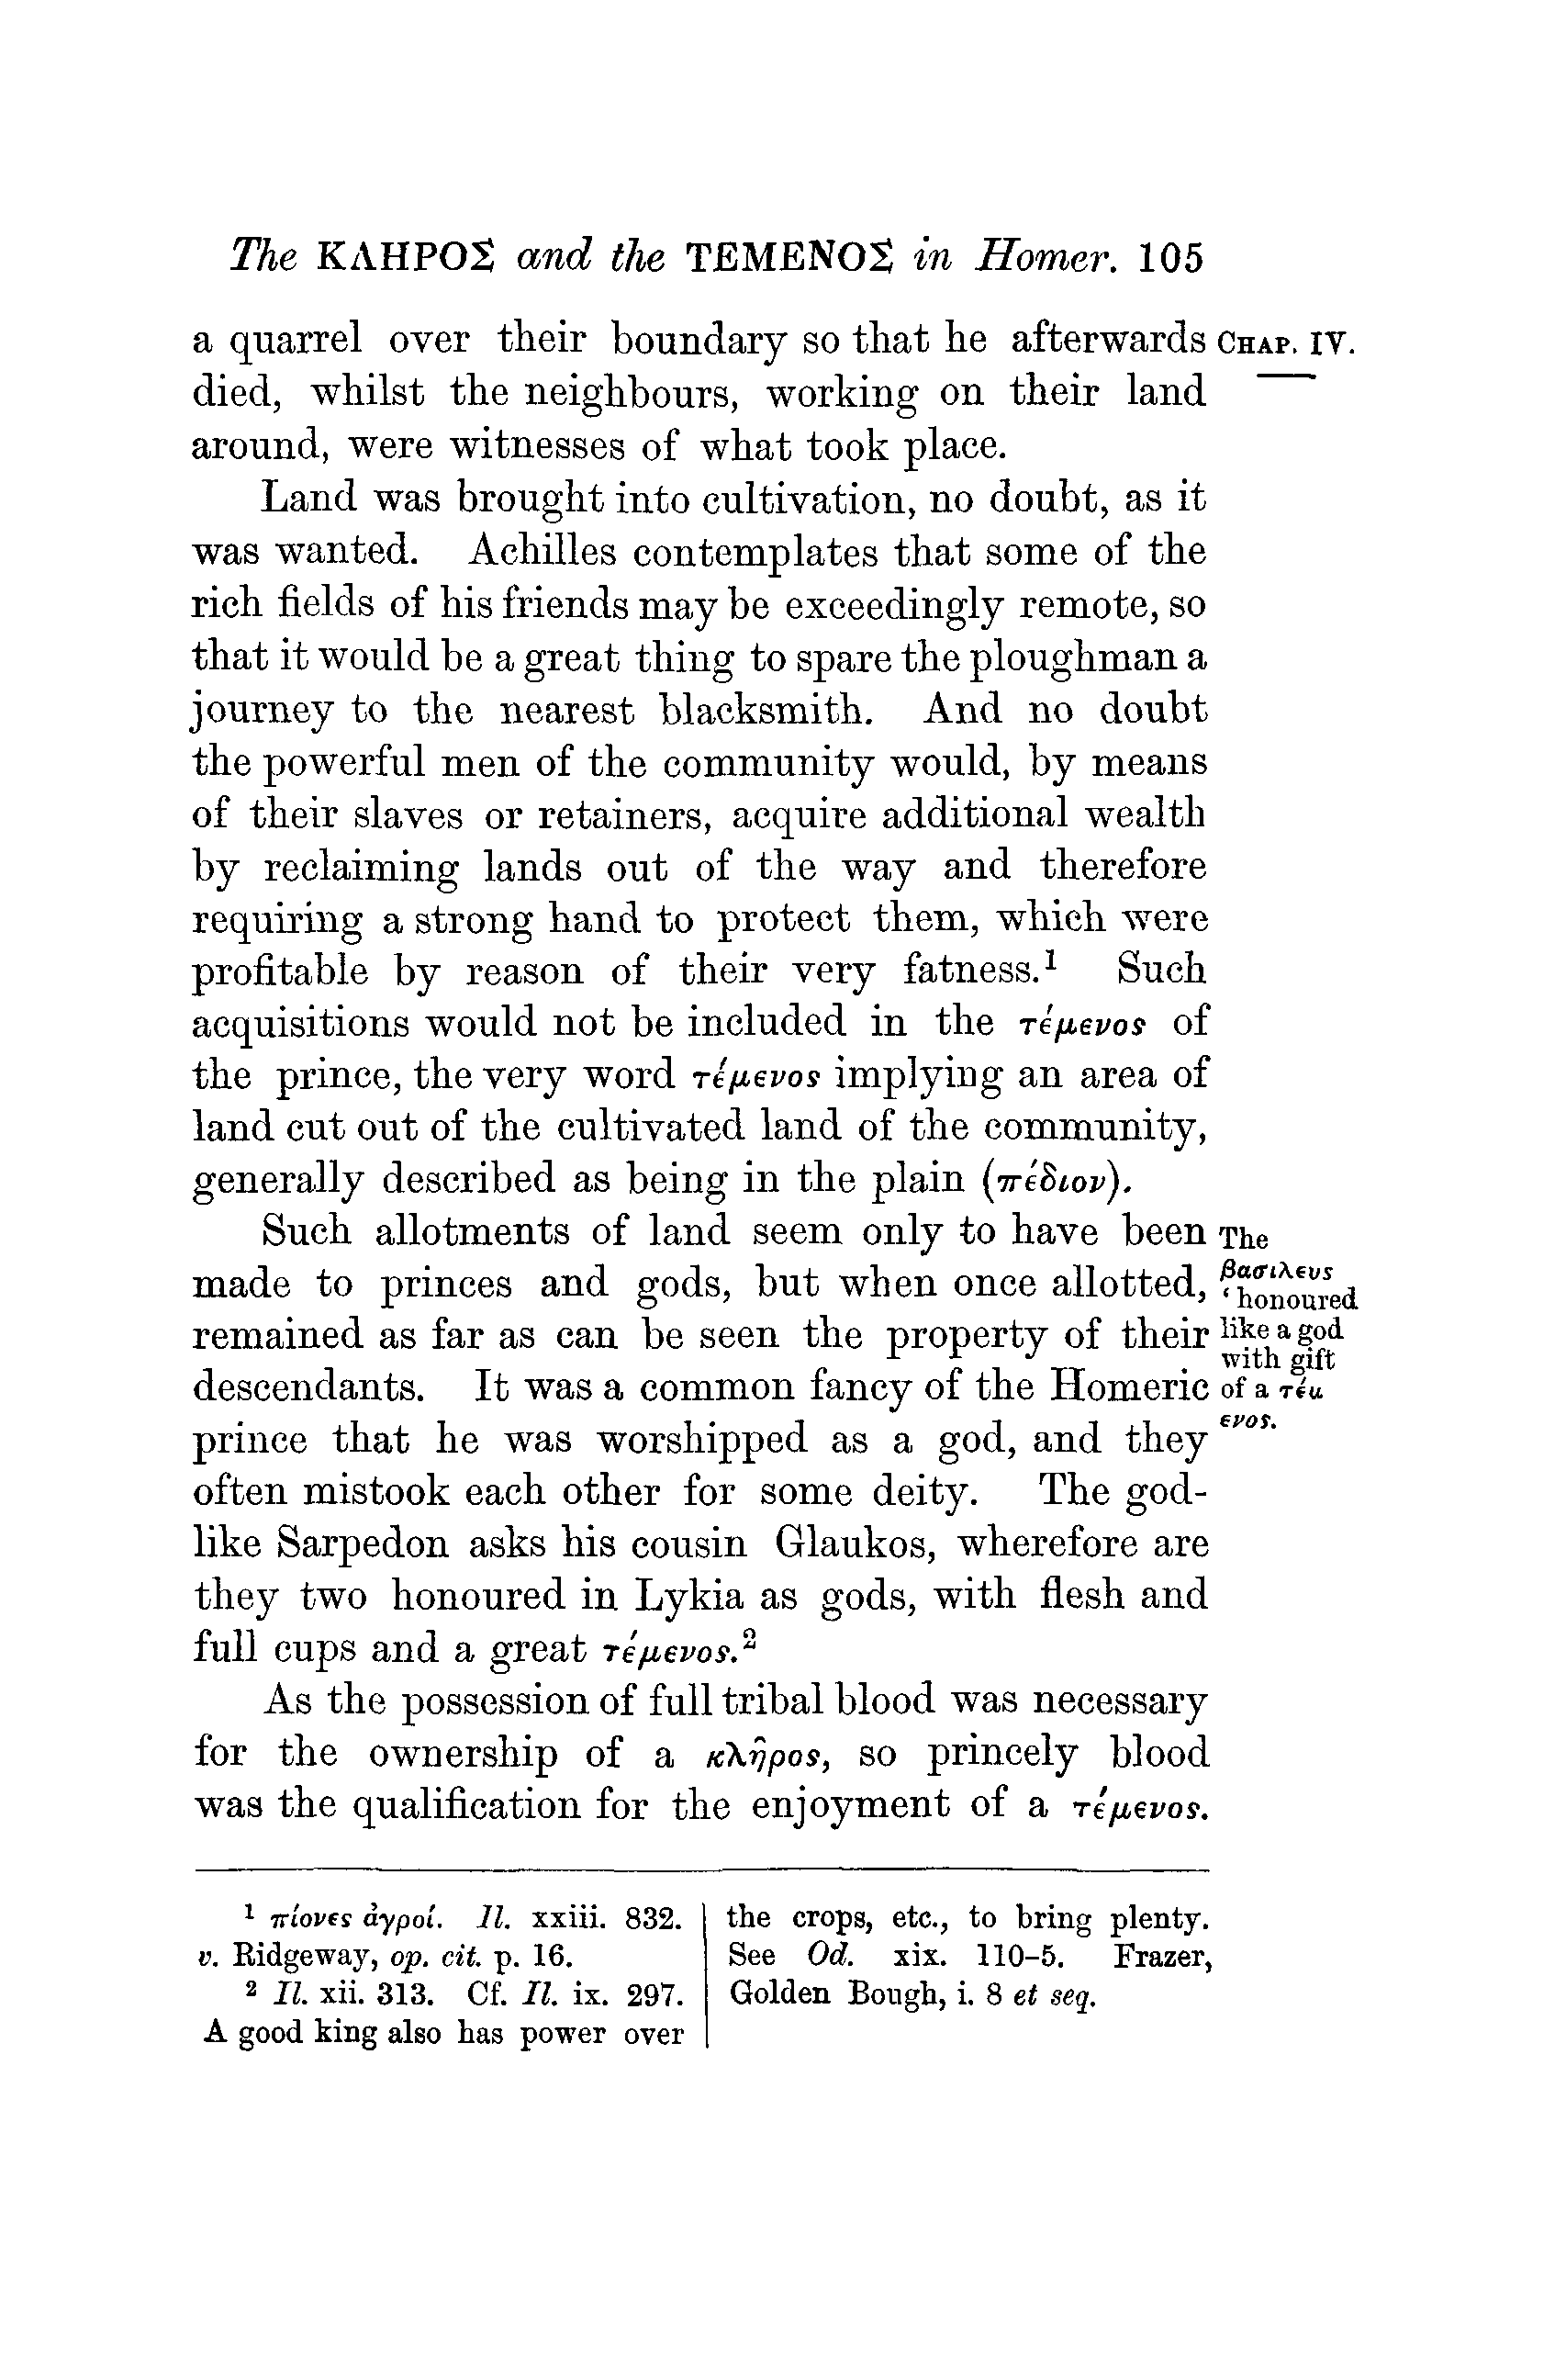 The ΚΛΗΡΟΣ and the ΤΕΜΕΝΟΣ in Homer. 105
a quarrel over their boundary so that he afterwards
CHAP. IV.
died, whilst the neighbours, working on their land
around, were witnesses of what took place.
Land was brought into cultivation, no doubt, as it
was wanted. Achilles contemplates that some of the
rich fields of his friends may be exceedingly remote, so
that it would be a great thing to spare the ploughman a
journey to the nearest blacksmith. And no doubt
the powerful men of the community would, by means
of their slaves or retainers, acquire additional wealth
by reclaiming lands out of the way and therefore
requiring a strong hand to protect them, which were
profitable by reason of their very fatness.¹ Such
acquisitions would not be included in the τέμενος of
the prince, the very word τέμενος implying an area of
land cut out of the cultivated land of the community,
generally described as being in the plain (πέδιον).
Such allotments of land seem only to have been
made to princes and gods, but when once allotted,
remained as far as can be seen the property of their
descendants. It was a common fancy of the Homeric
prince that he was worshipped as a god, and they
often mistook each other for some deity. The god-
like Sarpedon asks his cousin Glaukos, wherefore are
they two honoured in Lykia as gods, with flesh and
full cups and a great τέμενος.²
The
βασιλευς
‘honoured
like a god
with gift
of a τέμ
ενος.
As the possession of full tribal blood was necessary
for the ownership of a κλῆρος, so princely blood
was the qualification for the enjoyment of a τέμενος.
¹ πίονες ἀγροί. Il. xxiii. 832.
v. Ridgeway, op. cit. p. 16.
² Il. xii. 313. Cf. Il. ix. 297.
A good king also has power over
the crops, etc., to bring plenty.
See Od. xix. 110–5. Frazer,
Golden Bough, i. 8 et seq.